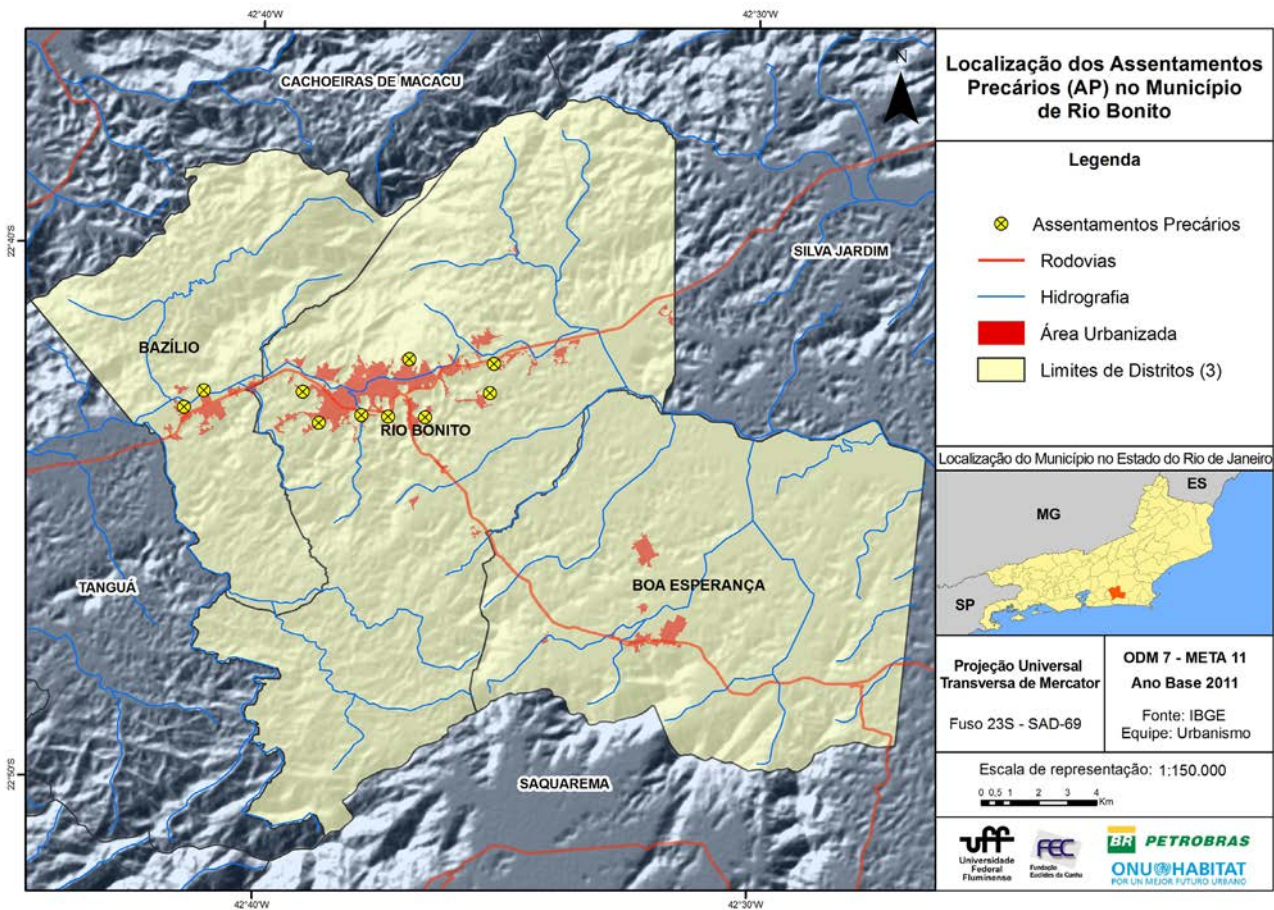 42°40'W
42°30'W
22°40'S
22°50'S
42°40'W
42°30'W
N
CACHOEIRAS DE MACACU
SILVA JARDIM
BAZÍLIO
RIO BONITO
TANGUÁ
BOA ESPERANÇA
SAQUAREMA
Localização dos Assentamentos
Precários (AP) no Município
de Rio Bonito
Legenda
Assentamentos Precários
Rodovias
Hidrografia
Área Urbanizada
Limites de Distritos (3)
Localização do Município no Estado do Rio de Janeiro
ES
MG
SP
Projeção Universal
Transversa de Mercator
Fuso 23S - SAD-69
ODM 7 - META 11
Ano Base 2011
Fonte: IBGE
Equipe: Urbanismo
Escala de representação: 1:150.000
0 0,5 1 2 3 4
Km
uff
Universidade
Federal
Fluminense
FEC
Fundação
Euclides da Cunha
BR PETROBRAS
ONU HABITAT
POR UN MEJOR FUTURO URBANO